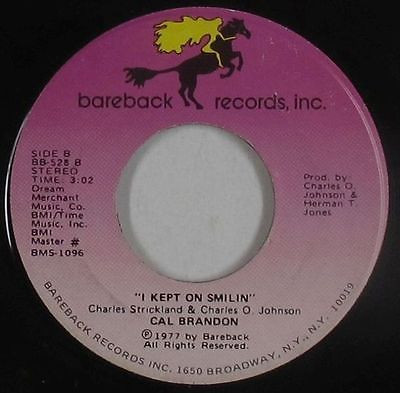 bareback records, inc.
SIDE B
BB-528 B
STEREO
TIME: 3:02
Dream
Merchant
Music, Co.
BMI/Time
Music, Inc.
BMI
Master #
BMS-1096
Prod. by
Charles O.
Johnson &
Herman T.
Jones
"I KEPT ON SMILIN"
Charles Strickland & Charles O. Johnson
CAL BRANDON
℗ 1977 by Bareback
All Rights Reserved.
BAREBACK RECORDS INC. 1650 BROADWAY, N.Y., N.Y. 10019